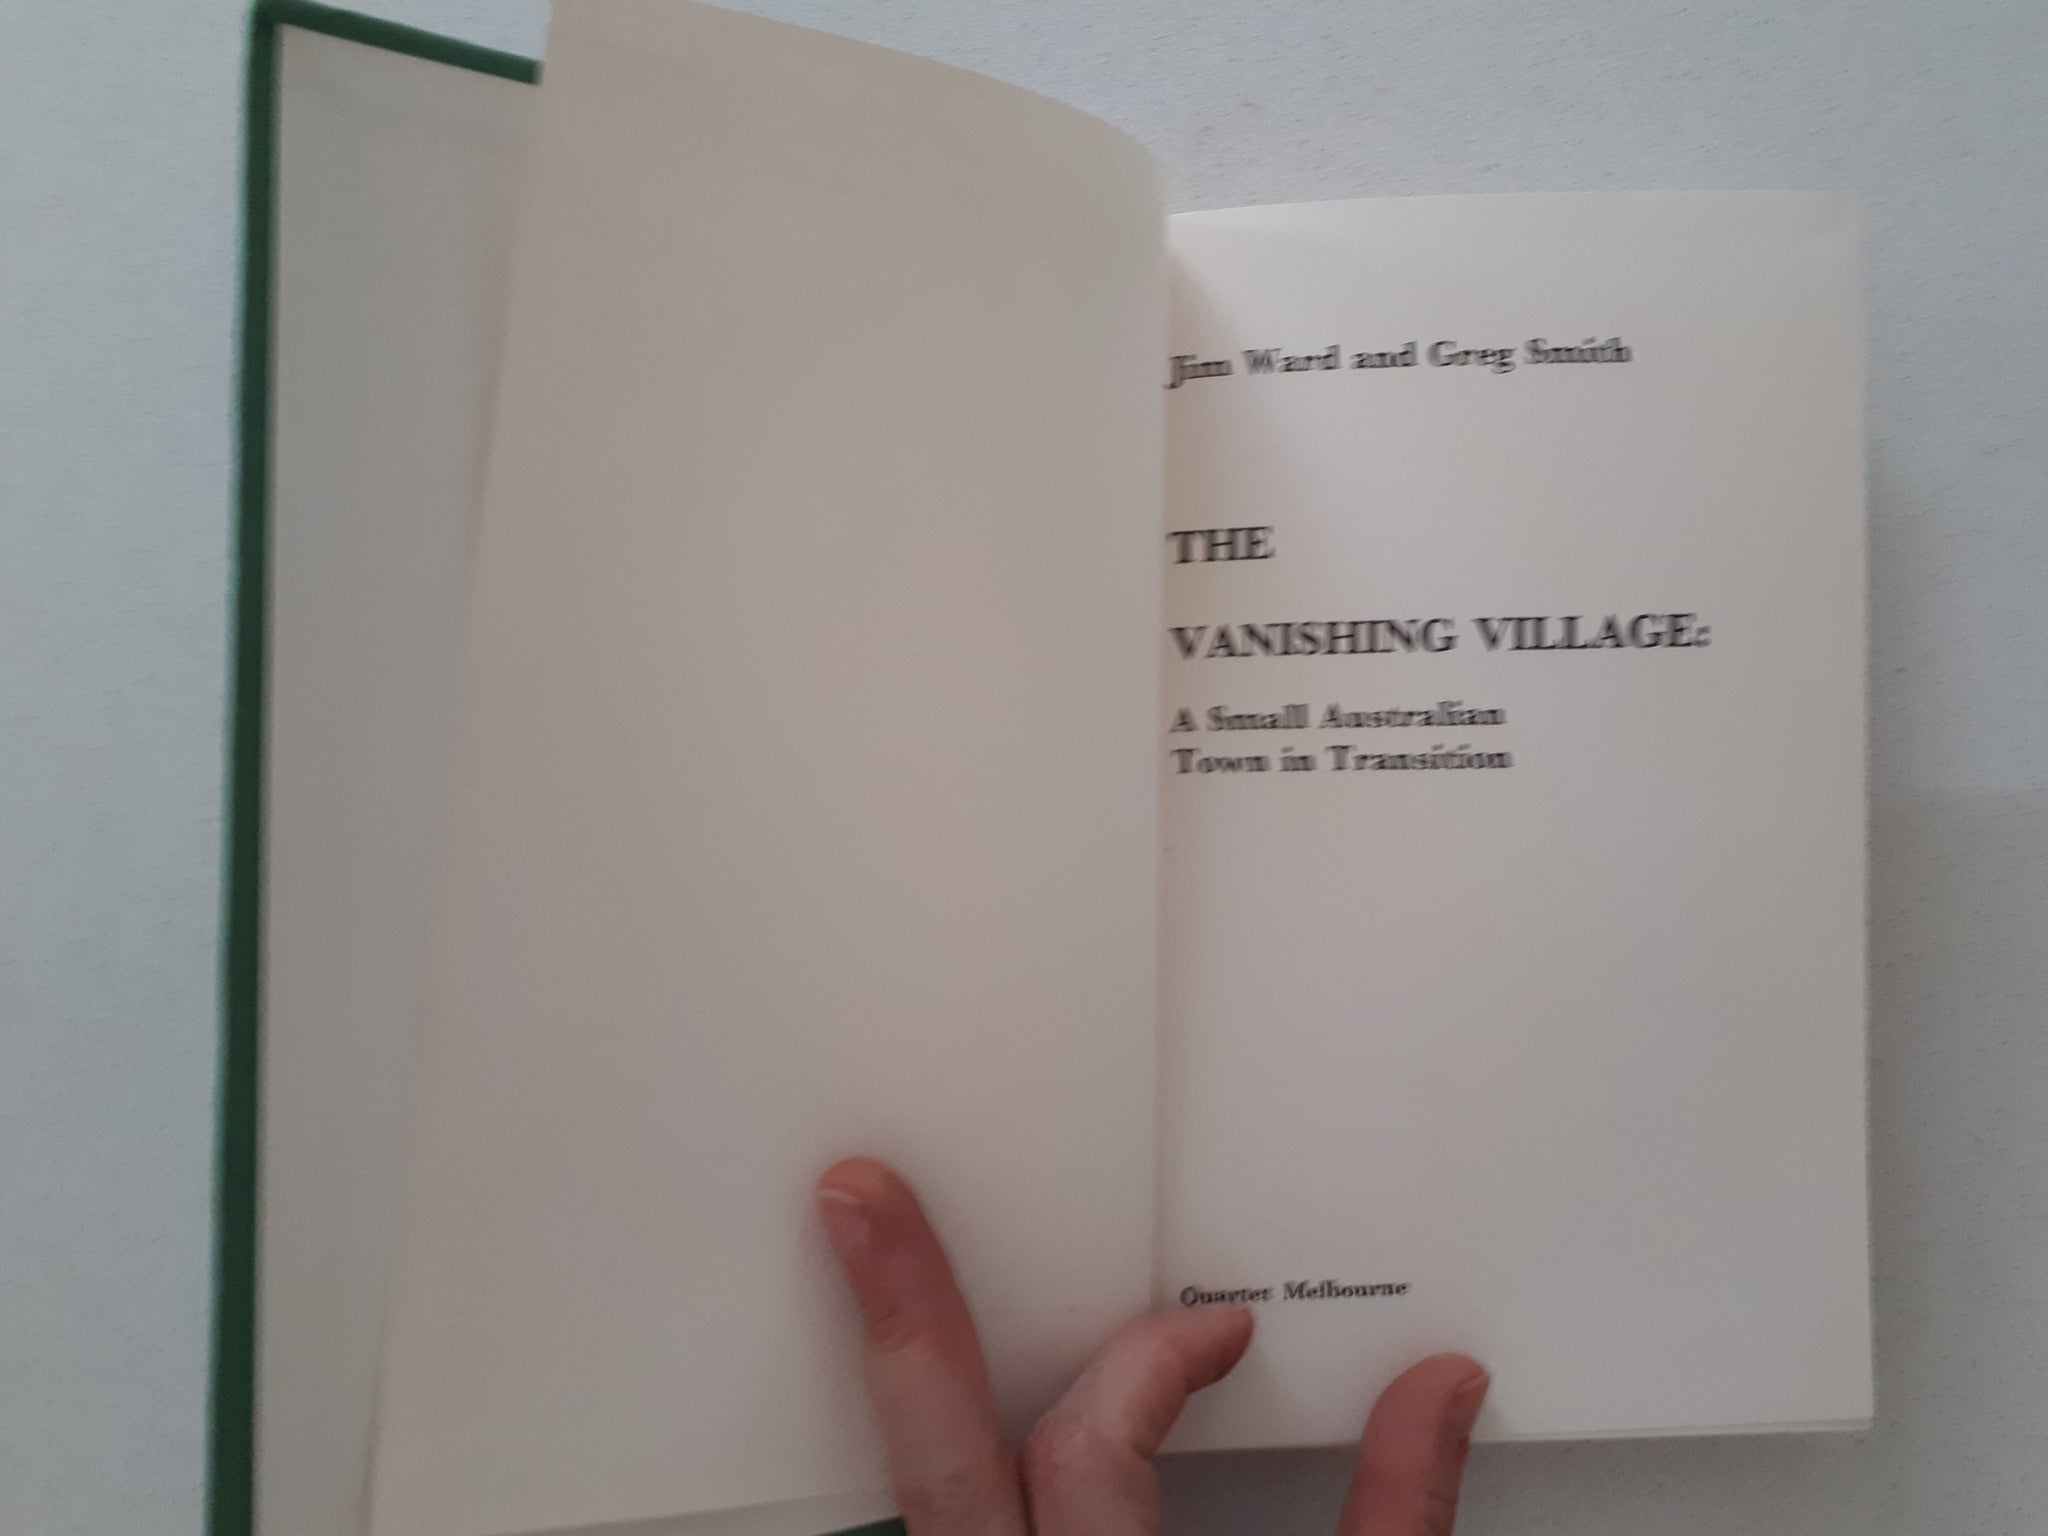 Jim Ward and Greg Smith
THE
VANISHING VILLAGE:
A Small Australian
Town in Transition
Quartet Melbourne